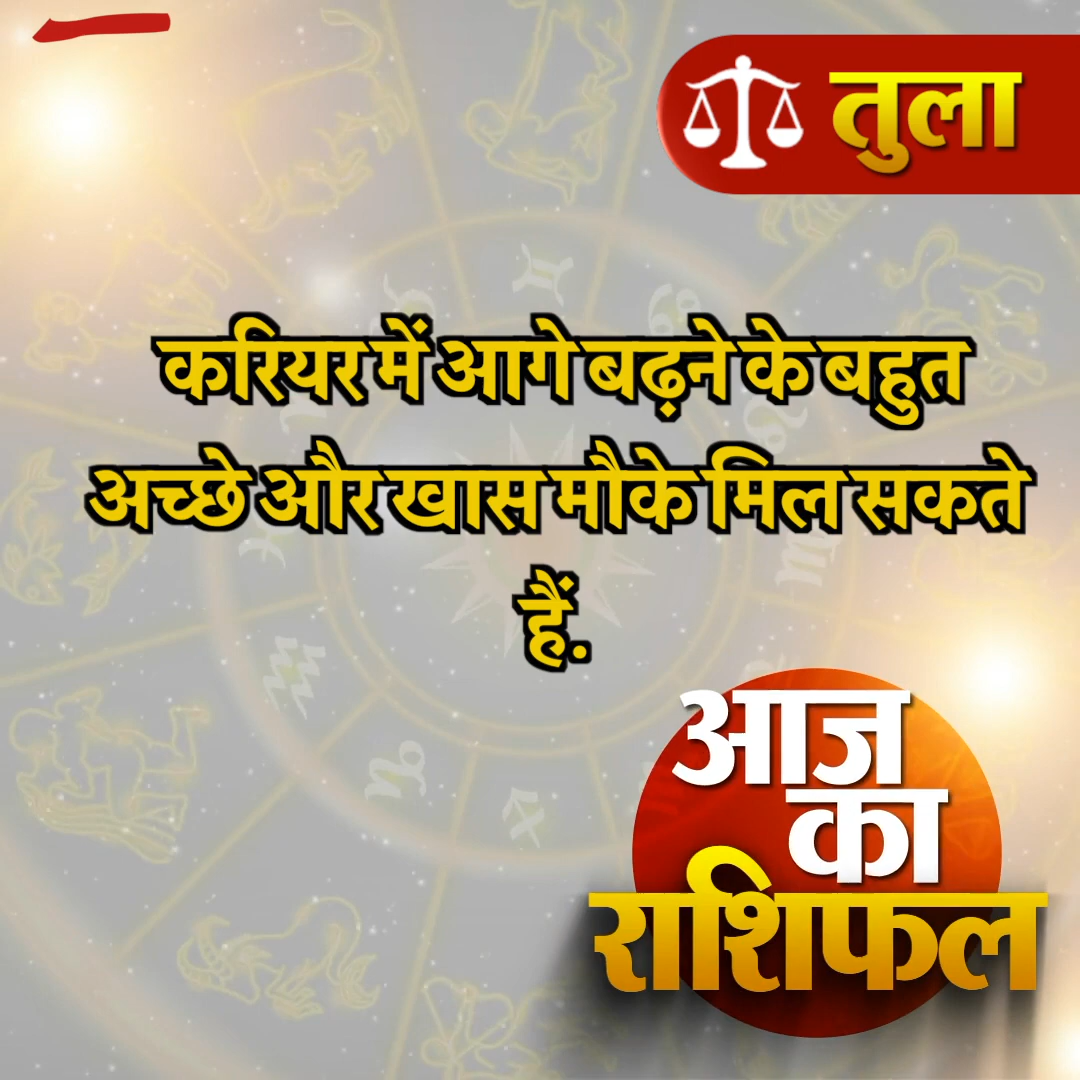 तुला
करियर में आगे बढ़ने के बहुत
अच्छे और खास मौके मिल सकते
हैं.
आज
का
राशिफल